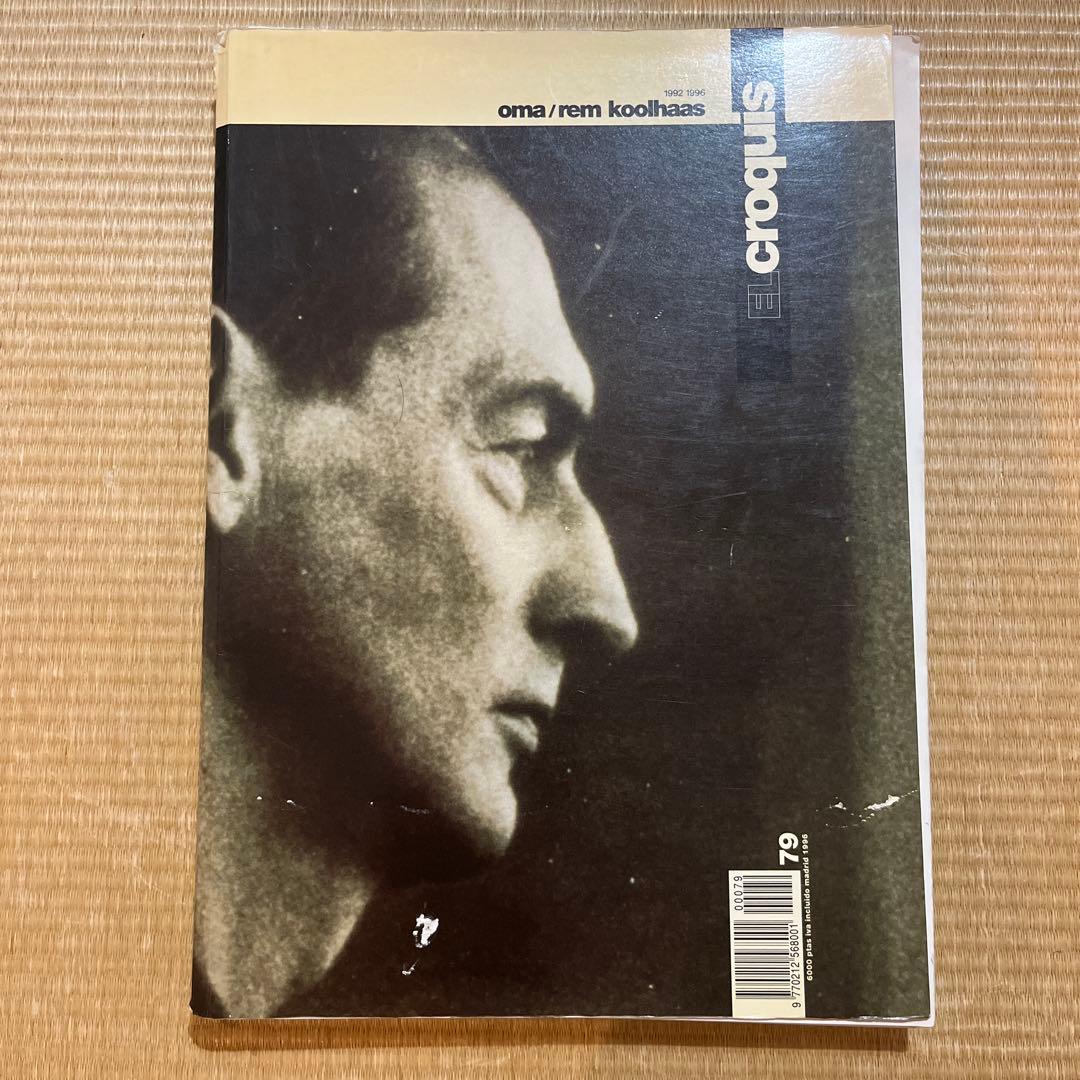 1992 1996
oma/rem koolhaas
EL croquis
79
6000 ptas iva incluido madrid 1996
00079
9 770212 568001